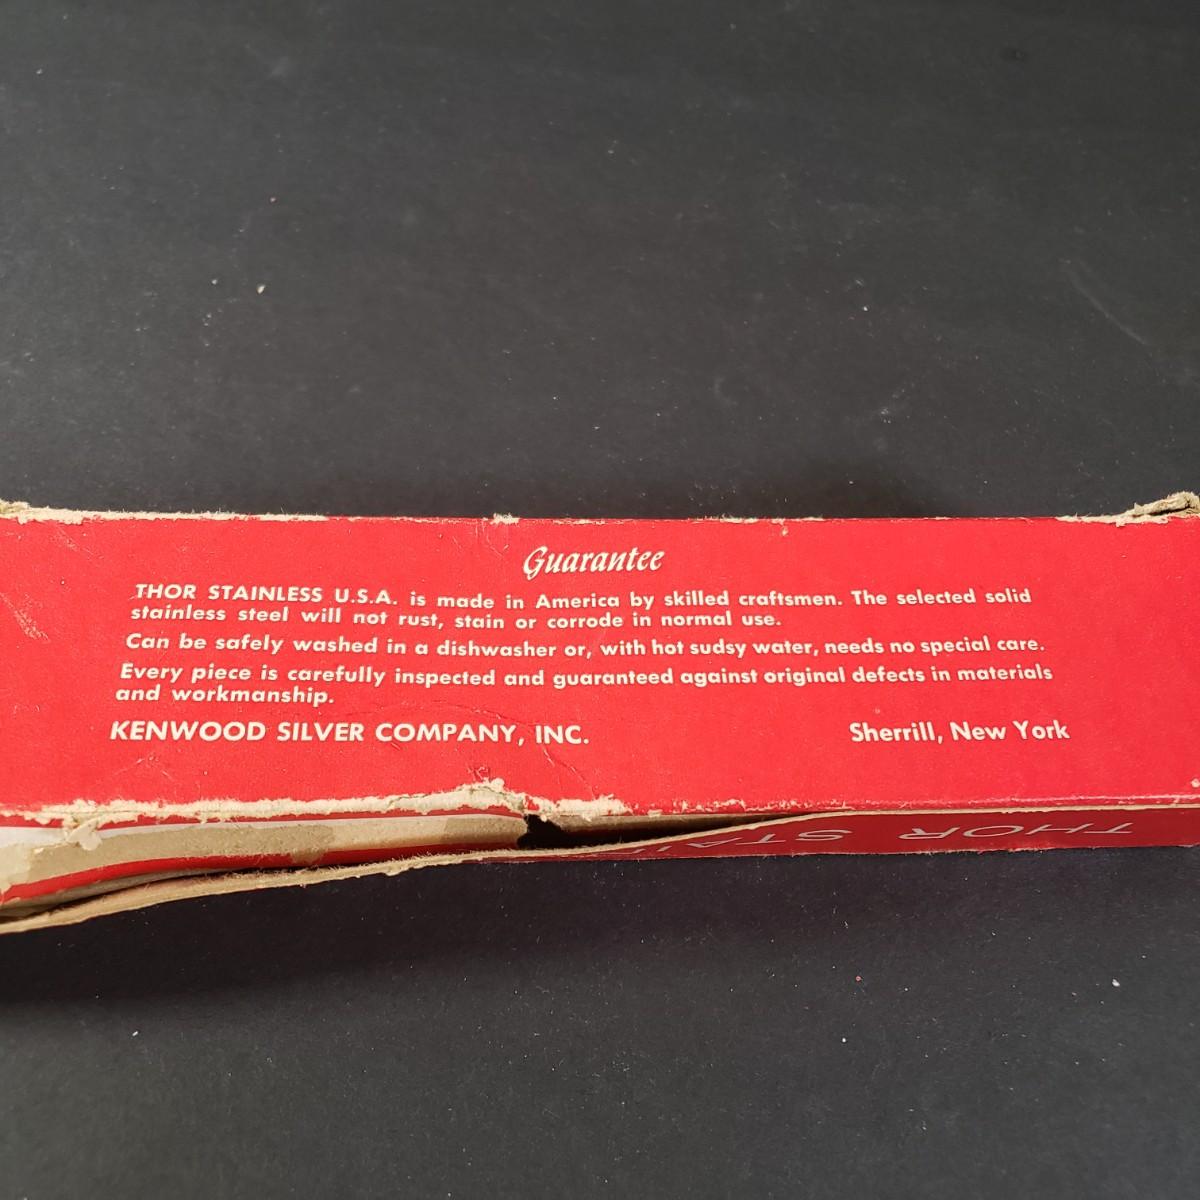 Guarantee
THOR STAINLESS U.S.A. is made in America by skilled craftsmen. The selected solid
stainless steel will not rust, stain or corrode in normal use.
Can be safely washed in a dishwasher or, with hot sudsy water, needs no special care.
Every piece is carefully inspected and guaranteed against original defects in materials
and workmanship.
KENWOOD SILVER COMPANY, INC. Sherrill, New York
THOR